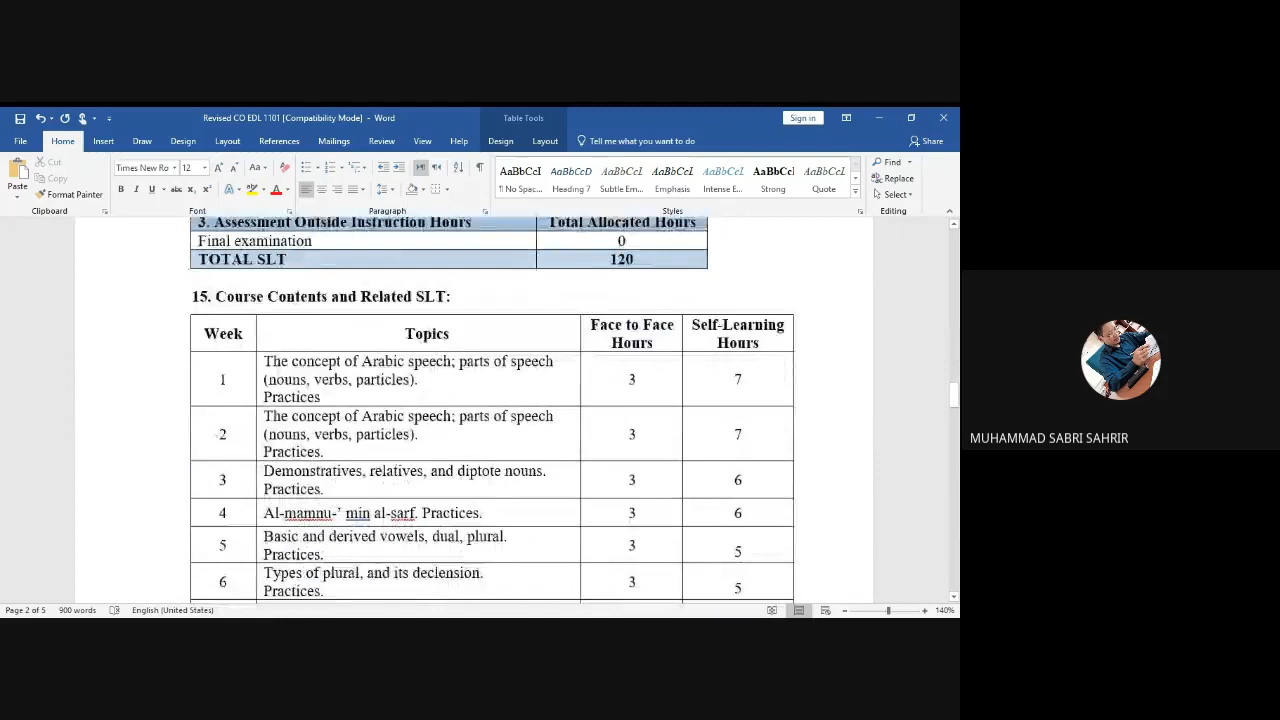 Revised CO EDL 1101 [Compatibility Mode] - Word
Table Tools
Sign in
File Home Insert Draw Design Layout References Mailings Review View Help Design Layout Tell me what you want to do Share
Paste
Cut
Copy
Format Painter
Clipboard
Times New Ro 12
Font
Paragraph
AaBbCcI AaBbCcDc AaBbCcDc AaBbCcDc AaBbCcDc AaBbCcI AaBbCcDc
¶ No Spac... Heading 7 Subtle Em... Emphasis Intense E... Strong Quote
Styles
Find
Replace
Select
Editing
3. Assessment Outside Instruction Hours Total Allocated Hours
Final examination 0
TOTAL SLT 120
15. Course Contents and Related SLT:
Week Topics Face to Face Hours Self-Learning Hours
1 The concept of Arabic speech; parts of speech
(nouns, verbs, particles).
Practices 3 7
2 The concept of Arabic speech; parts of speech
(nouns, verbs, particles).
Practices. 3 7
3 Demonstratives, relatives, and diptote nouns.
Practices. 3 6
4 Al-mamnu-’ min al-sarf. Practices. 3 6
5 Basic and derived vowels, dual, plural.
Practices. 3 5
6 Types of plural, and its declension.
Practices. 3 5
Page 2 of 5 900 words English (United States) 140%
MUHAMMAD SABRI SAHRIR